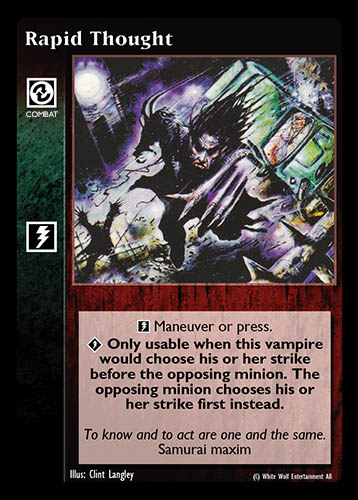 Rapid Thought
COMBAT
Maneuver or press.
Only usable when this vampire
would choose his or her strike
before the opposing minion. The
opposing minion chooses his or
her strike first instead.
To know and to act are one and the same.
Samurai maxim
Illus: Clint Langley
(C) White Wolf Entertainment AB